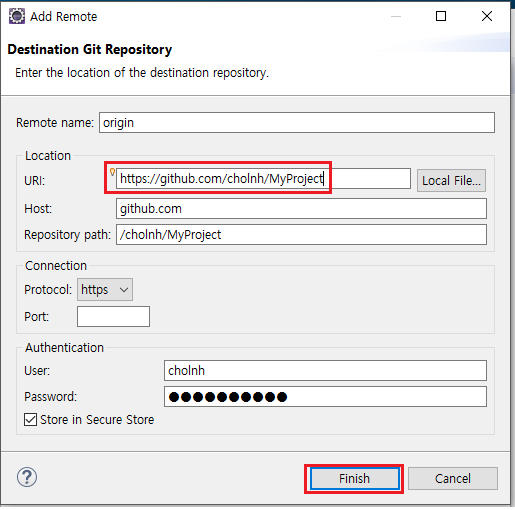 Add Remote
Destination Git Repository
Enter the location of the destination repository.
Remote name: origin
Location
URI: https://github.com/cholnh/MyProject Local File...
Host: github.com
Repository path: /cholnh/MyProject
Connection
Protocol: https
Port:
Authentication
User: cholnh
Password: ●●●●●●●●●●
Store in Secure Store
? Finish Cancel